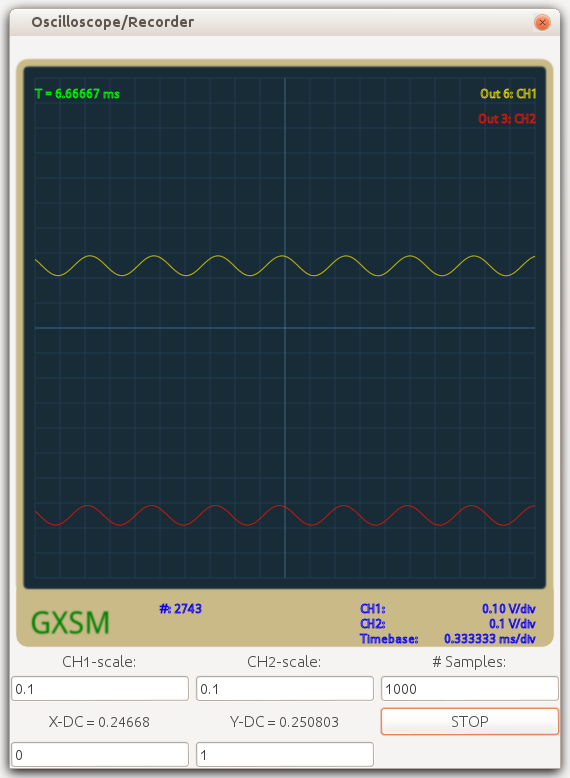 Oscilloscope/Recorder
T = 6.66667 ms
Out 6: CH1
Out 3: CH2
GXSM
#: 2743
CH1: 0.10 V/div
CH2: 0.1 V/div
Timebase: 0.333333 ms/div
CH1-scale: CH2-scale: # Samples:
0.1 0.1 1000
X-DC = 0.24668 Y-DC = 0.250803 STOP
0 1